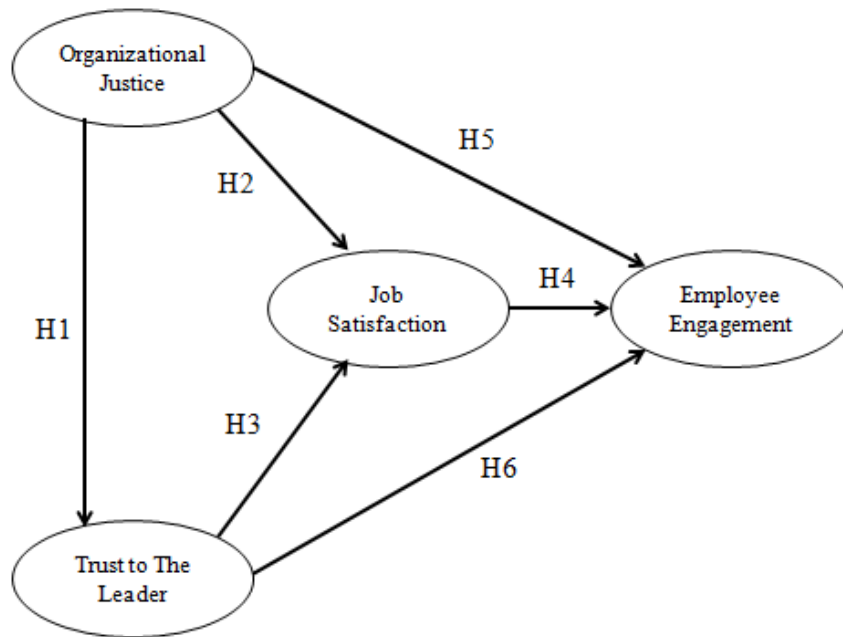 Organizational
Justice
H5
H2
Job
Satisfaction
H4
Employee
Engagement
H1
H3
H6
Trust to The
Leader